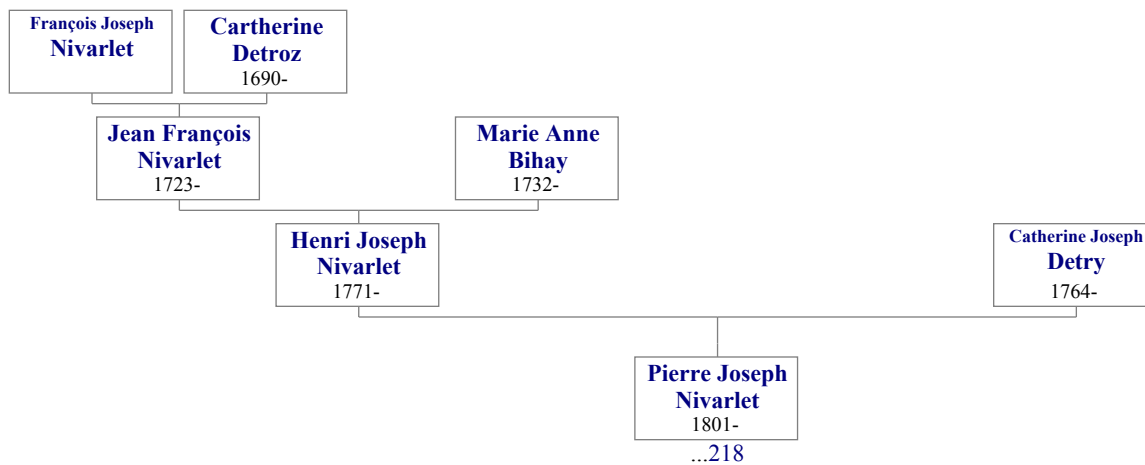 François Joseph
Nivarlet
Cartherine
Detroz
1690-
Jean François
Nivarlet
1723-
Marie Anne
Bihay
1732-
Henri Joseph
Nivarlet
1771-
Catherine Joseph
Detry
1764-
Pierre Joseph
Nivarlet
1801-
...218